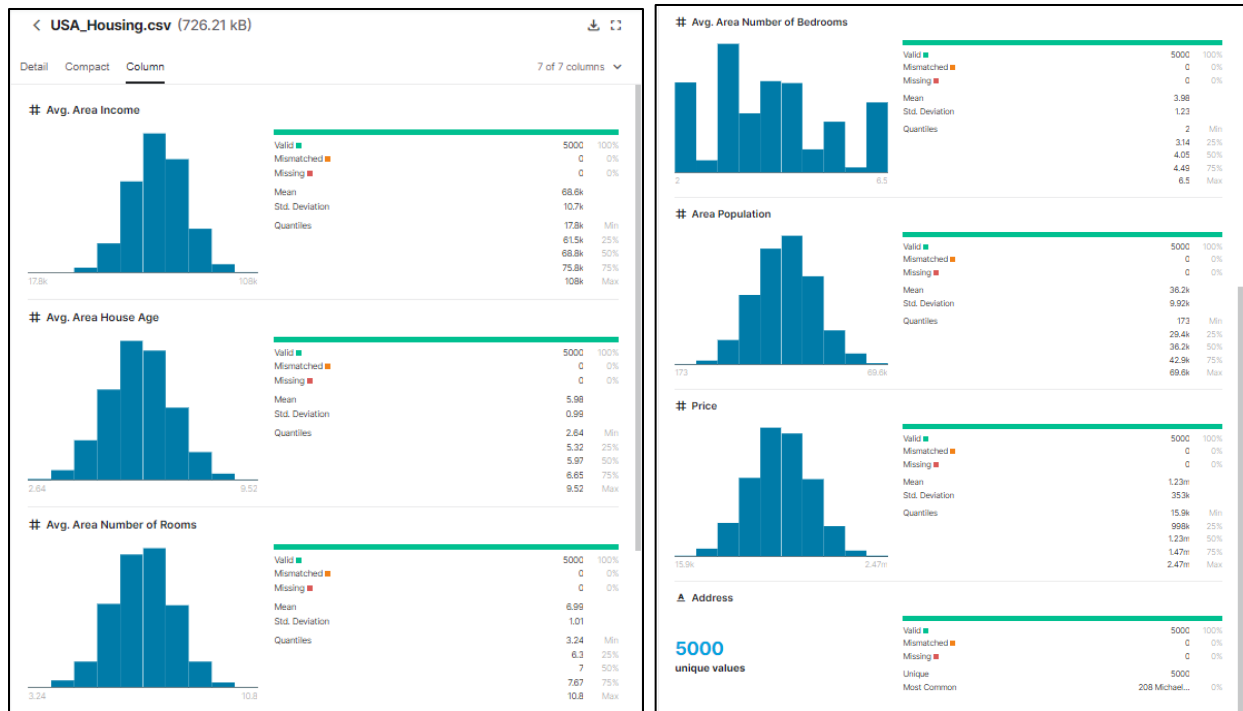 USA_Housing.csv (726.21 kB)
Detail Compact Column 7 of 7 columns
# Avg. Area Income
Valid 5000 100%
Mismatched 0 0%
Missing 0 0%
Mean 68.6k
Std. Deviation 10.7k
Quantiles 17.8k Min
61.5k 25%
68.8k 50%
75.8k 75%
17.8k 108k 108k Max
# Avg. Area House Age
Valid 5000 100%
Mismatched 0 0%
Missing 0 0%
Mean 5.98
Std. Deviation 0.99
Quantiles 2.64 Min
5.32 25%
5.97 50%
6.65 75%
2.64 9.52 9.52 Max
# Avg. Area Number of Rooms
Valid 5000 100%
Mismatched 0 0%
Missing 0 0%
Mean 6.99
Std. Deviation 1.01
Quantiles 3.24 Min
6.3 25%
7 50%
7.67 75%
3.24 10.8 10.8 Max
# Avg. Area Number of Bedrooms
Valid 5000 100%
Mismatched 0 0%
Missing 0 0%
Mean 3.98
Std. Deviation 1.23
Quantiles 2 Min
3.14 25%
4.05 50%
4.49 75%
2 6.5 6.5 Max
# Area Population
Valid 5000 100%
Mismatched 0 0%
Missing 0 0%
Mean 36.2k
Std. Deviation 9.92k
Quantiles 173 Min
29.4k 25%
36.2k 50%
42.9k 75%
173 69.6k 69.6k Max
# Price
Valid 5000 100%
Mismatched 0 0%
Missing 0 0%
Mean 1.23m
Std. Deviation 353k
Quantiles 15.9k Min
998k 25%
1.23m 50%
1.47m 75%
15.9k 2.47m 2.47m Max
A Address
5000
unique values
Valid 5000 100%
Mismatched 0 0%
Missing 0 0%
Unique 5000
Most Common 208 Michael... 0%